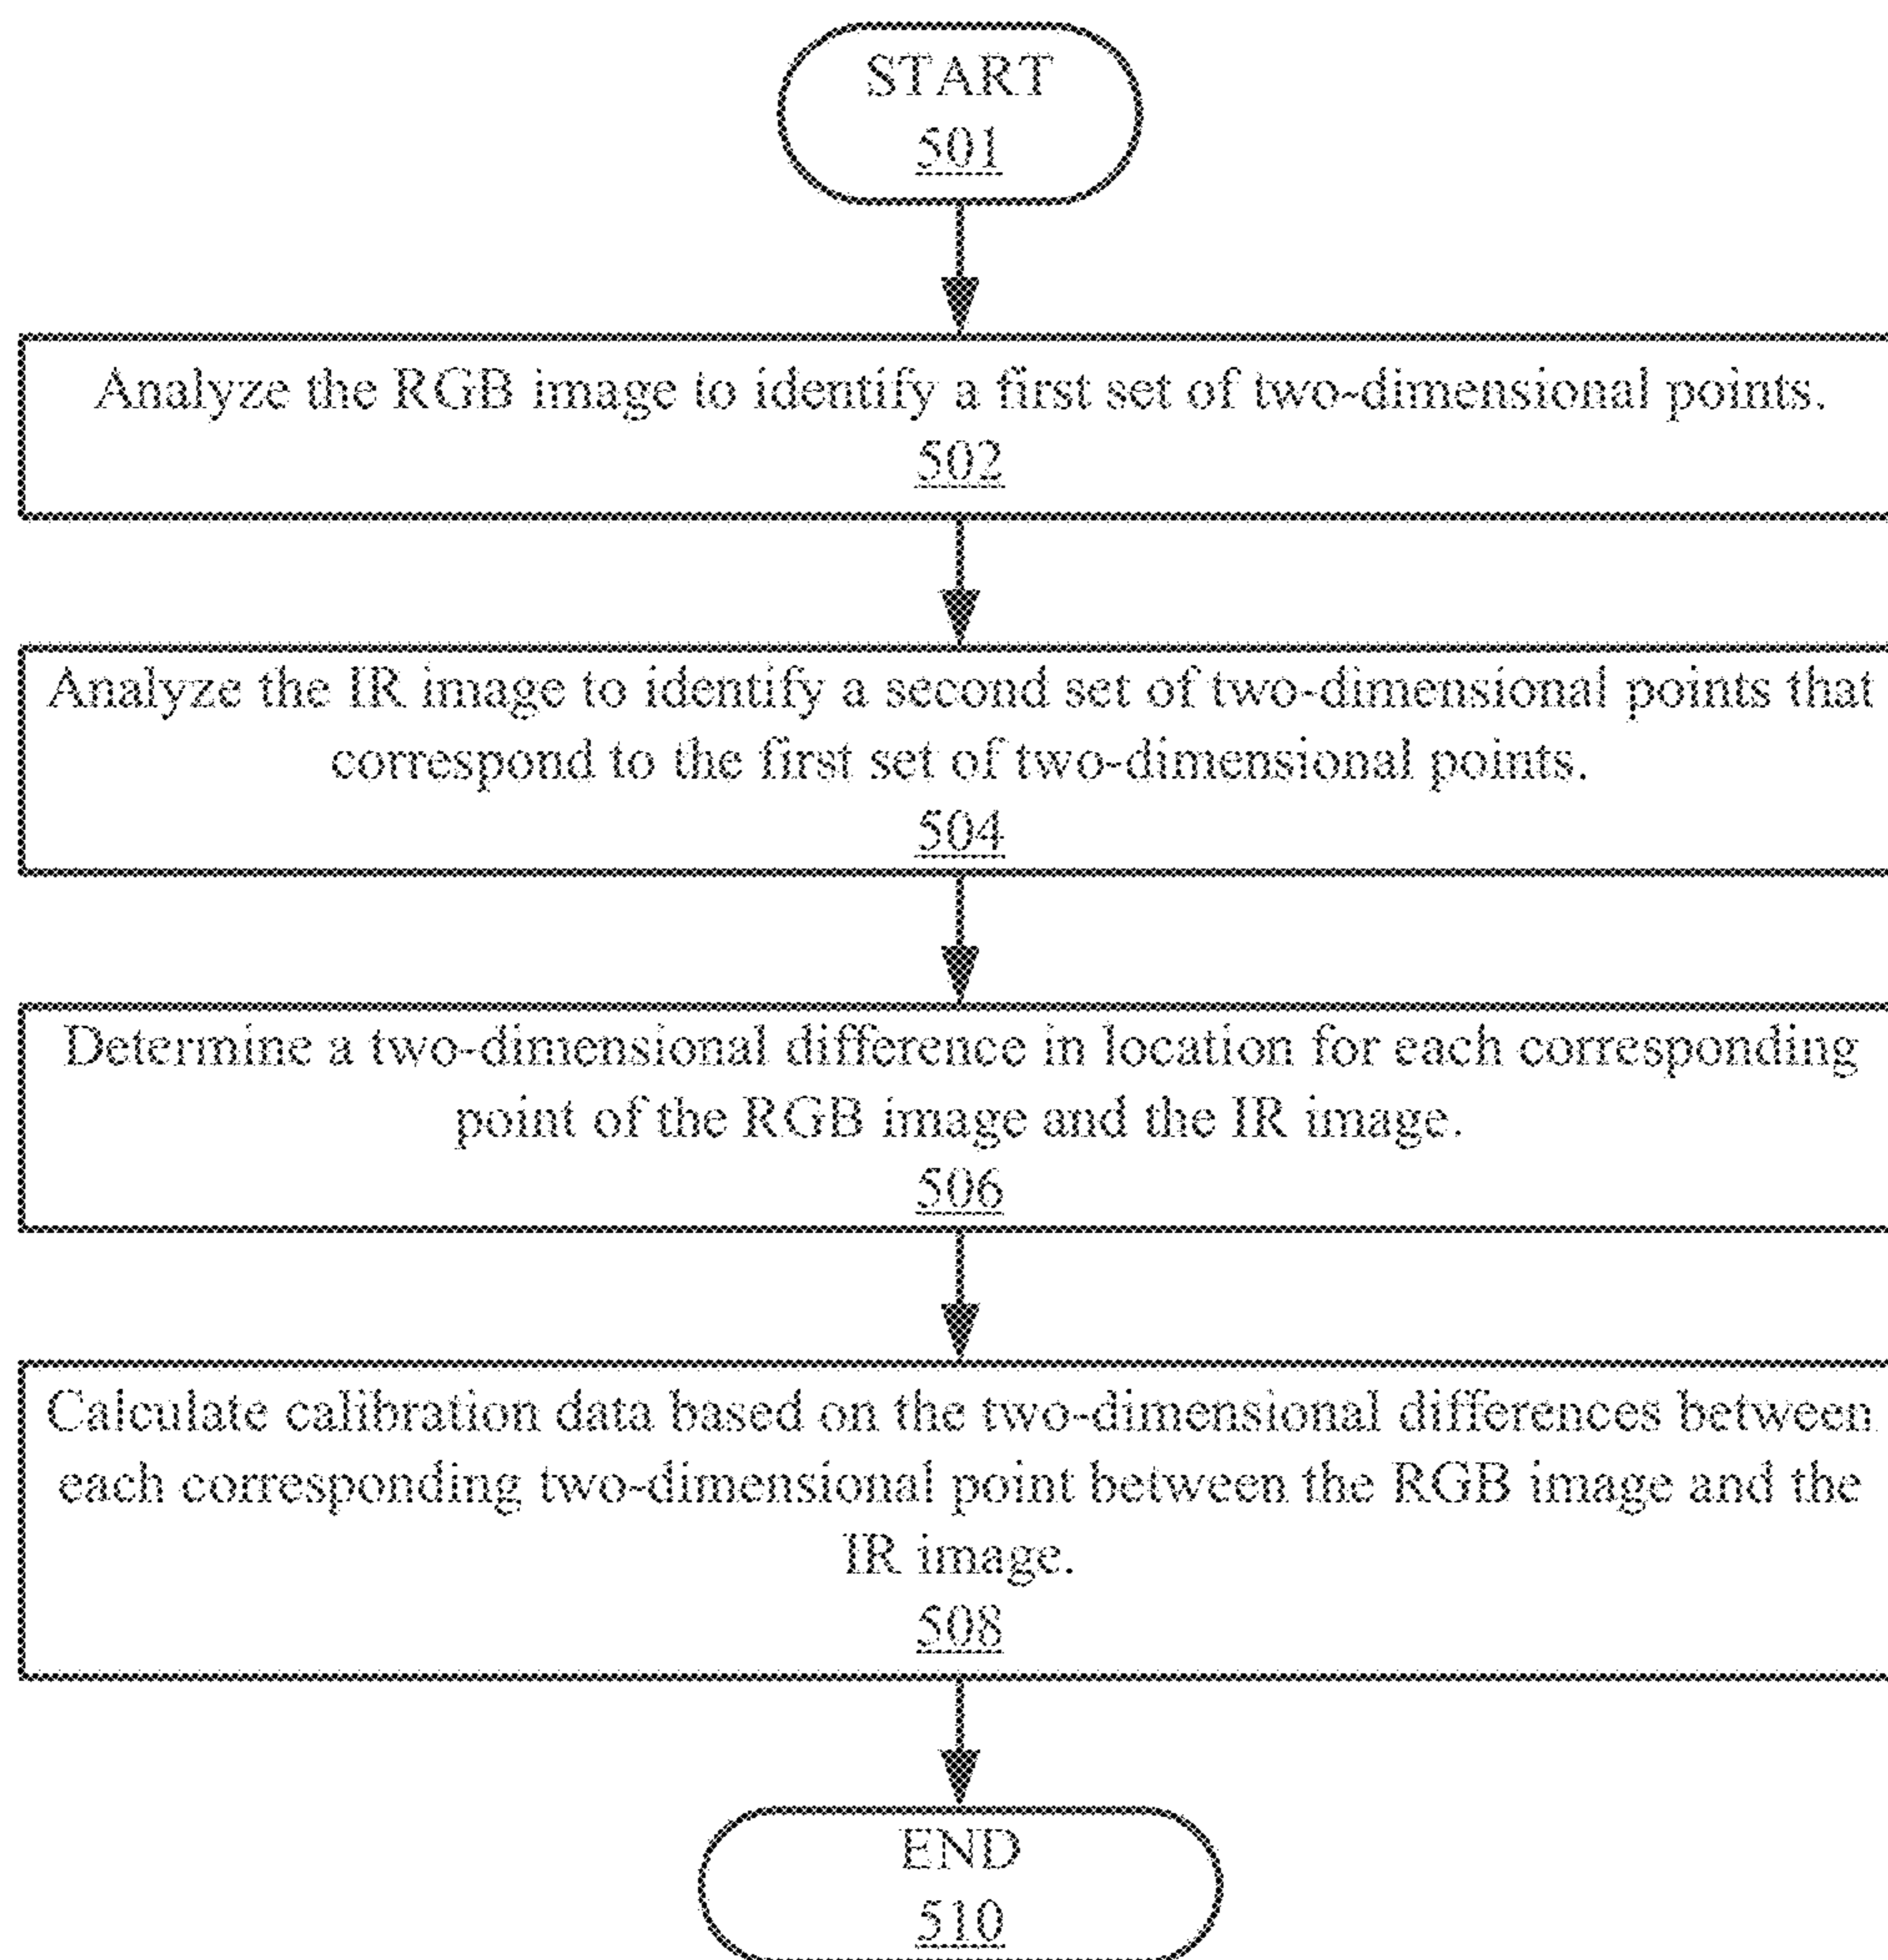 START
501
Analyze the RGB image to identify a first set of two-dimensional points.
502
Analyze the IR image to identify a second set of two-dimensional points that
correspond to the first set of two-dimensional points.
504
Determine a two-dimensional difference in location for each corresponding
point of the RGB image and the IR image.
506
Calculate calibration data based on the two-dimensional differences between
each corresponding two-dimensional point between the RGB image and the
IR image.
508
END
510